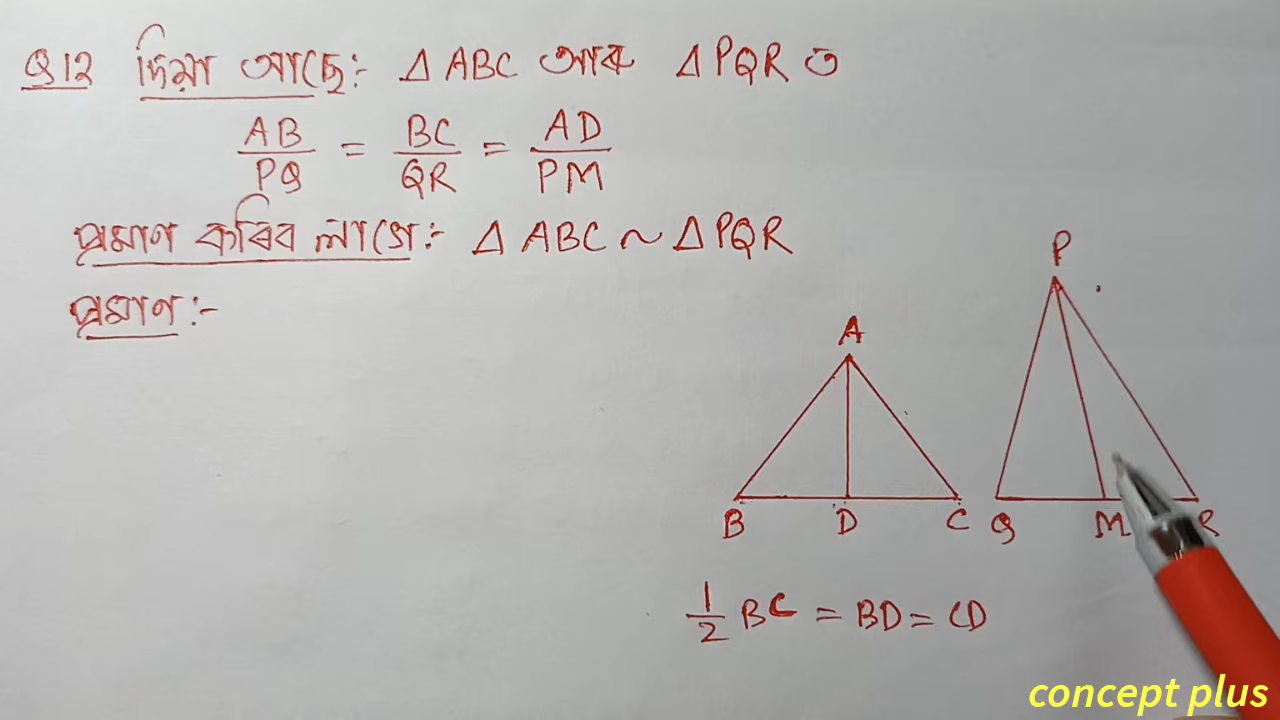 Q12 দিয়া আছে:- Δ ABC আৰু Δ PQR ত
AB/PQ = BC/QR = AD/PM
প্ৰমাণ কৰিব লাগে:- Δ ABC ~ Δ PQR
প্ৰমাণ:-
P
A
B D C Q M R
1/2 BC = BD = CD
concept plus